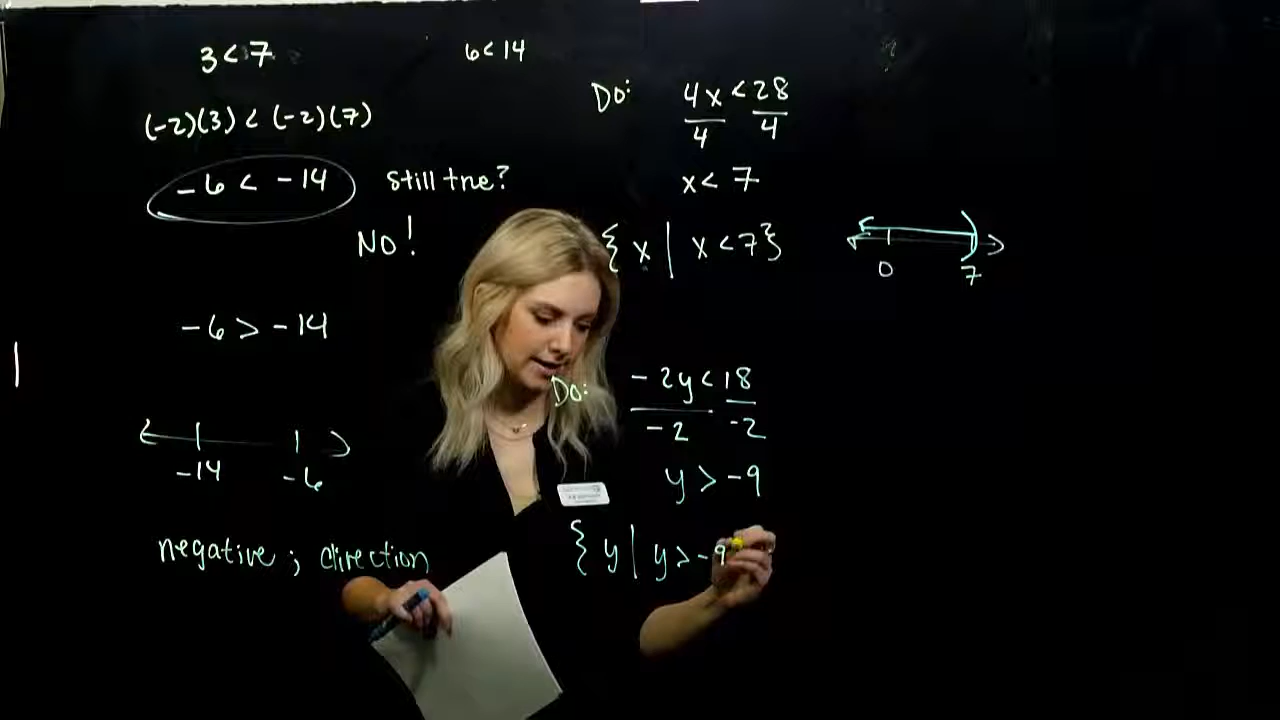 3 < 7
(-2)(3) < (-2)(7)
-6 < -14 still true?
NO!
-6 > -14
-14 -6
negative ; direction
6 < 14
Do: 4x < 28
4 4
x < 7
{ x | x < 7 }
0 7
Do: -2y < 18
-2 -2
y > -9
{ y | y > -9